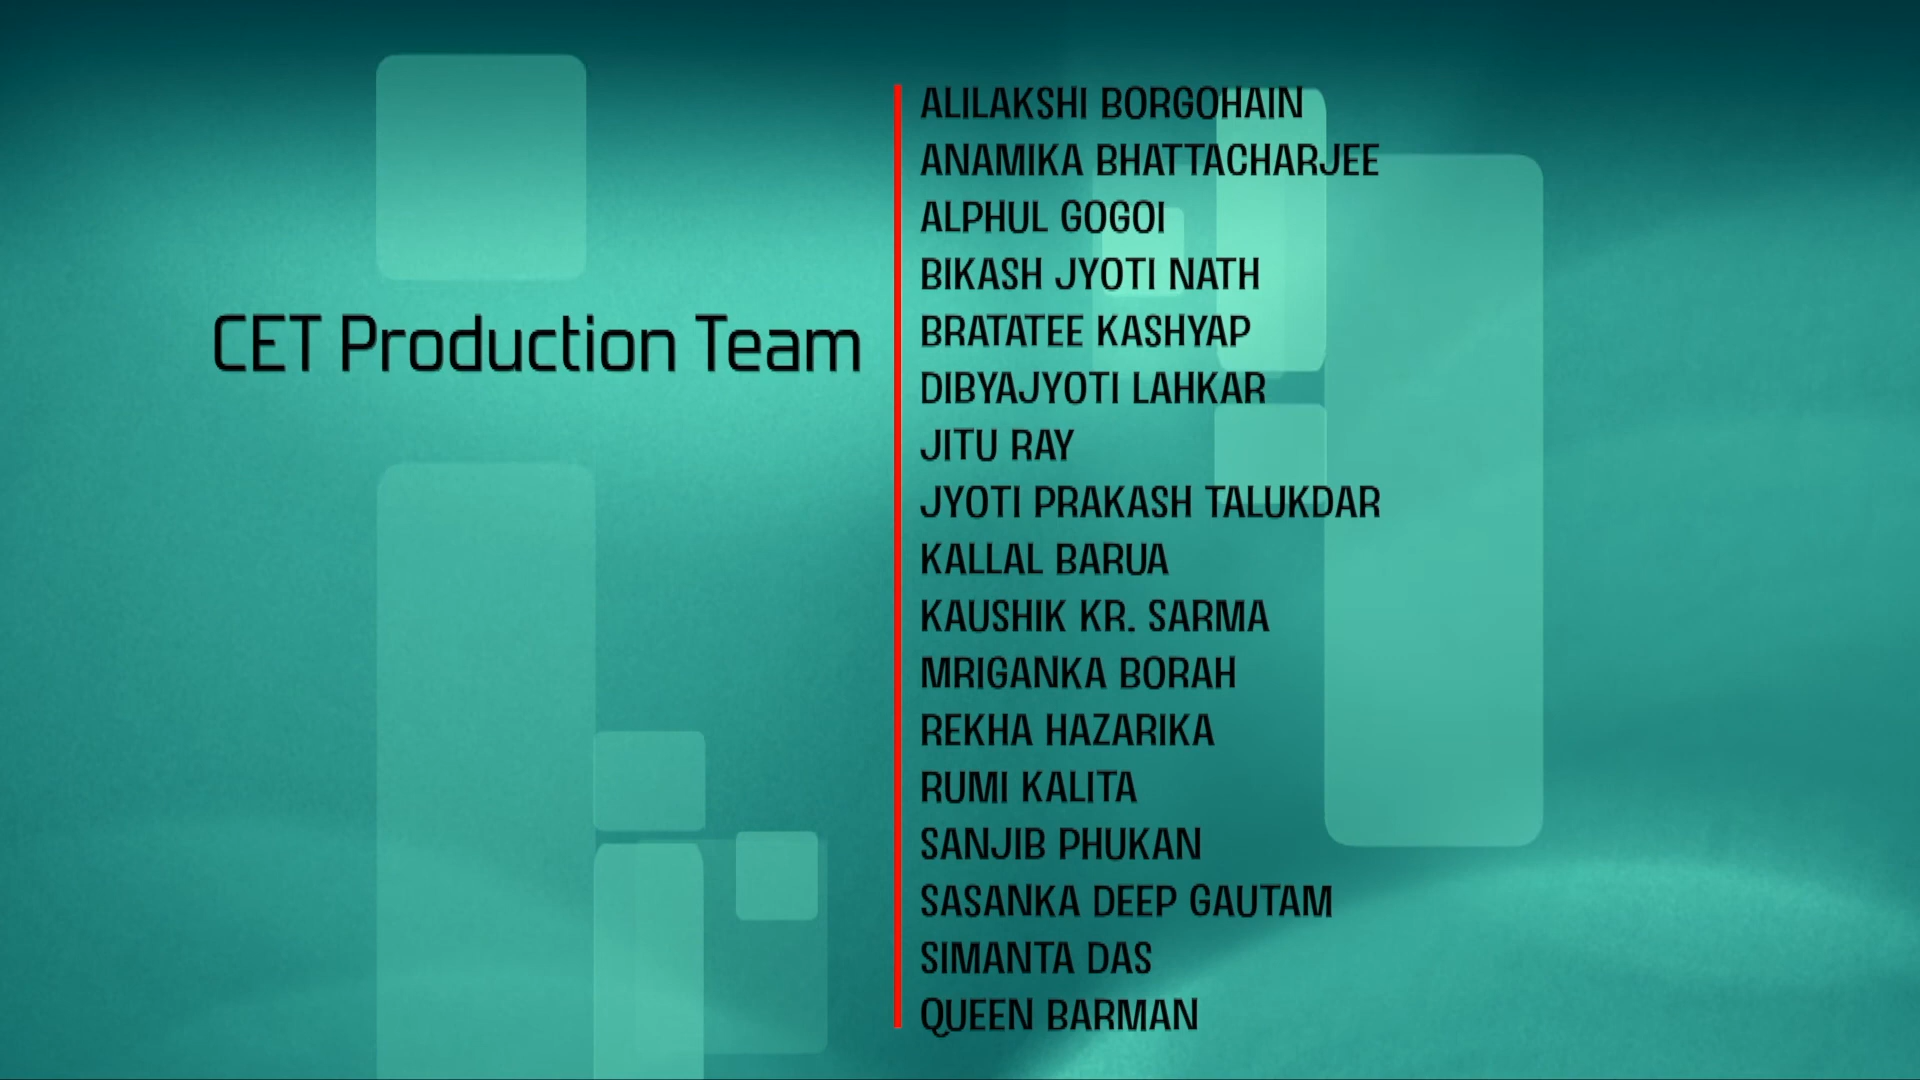 CET Production Team
ALILAKSHI BORGOHAIN
ANAMIKA BHATTACHARJEE
ALPHUL GOGOI
BIKASH JYOTI NATH
BRATATEE KASHYAP
DIBYAJYOTI LAHKAR
JITU RAY
JYOTI PRAKASH TALUKDAR
KALLAL BARUA
KAUSHIK KR. SARMA
MRIGANKA BORAH
REKHA HAZARIKA
RUMI KALITA
SANJIB PHUKAN
SASANKA DEEP GAUTAM
SIMANTA DAS
QUEEN BARMAN